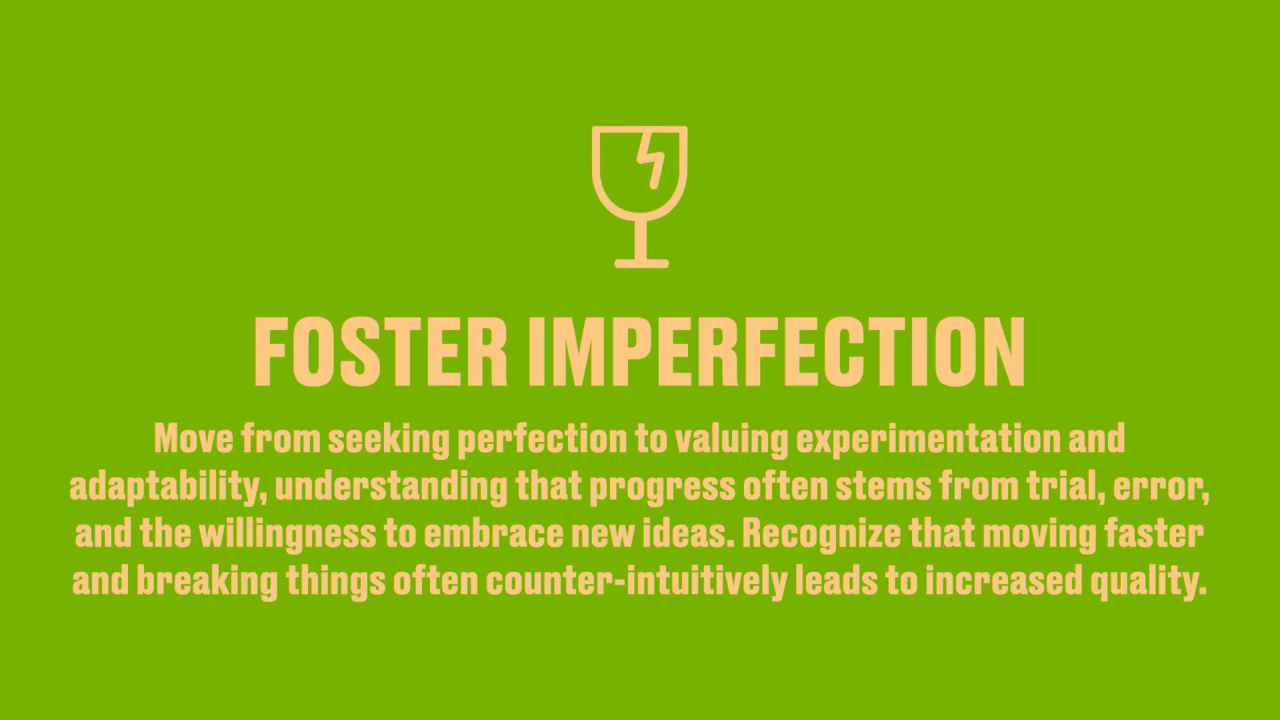 FOSTER IMPERFECTION
Move from seeking perfection to valuing experimentation and
adaptability, understanding that progress often stems from trial, error,
and the willingness to embrace new ideas. Recognize that moving faster
and breaking things often counter-intuitively leads to increased quality.